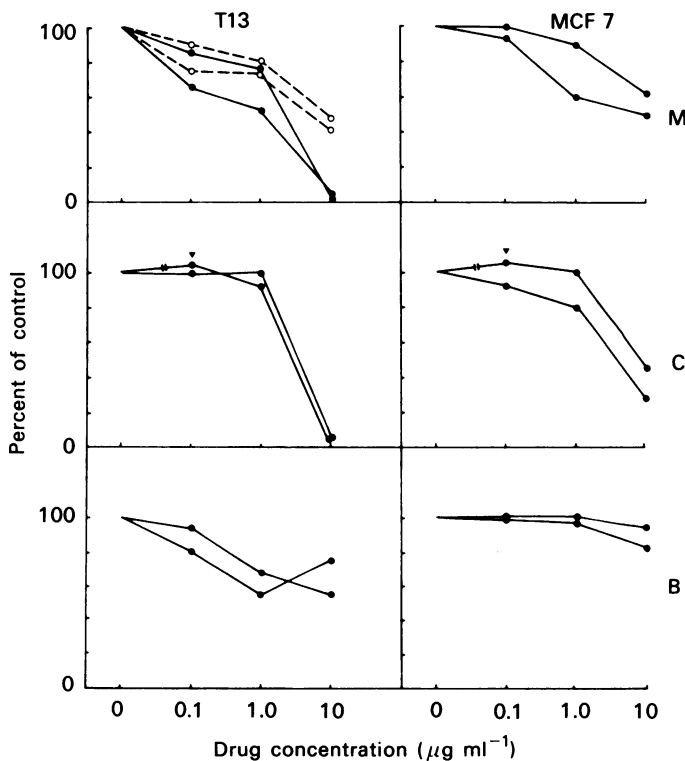 T13
MCF 7
100
0
M
100
0
C
100
0
B
Percent of control
0 0.1 1.0 10
0 0.1 1.0 10
Drug concentration (μg ml⁻¹)